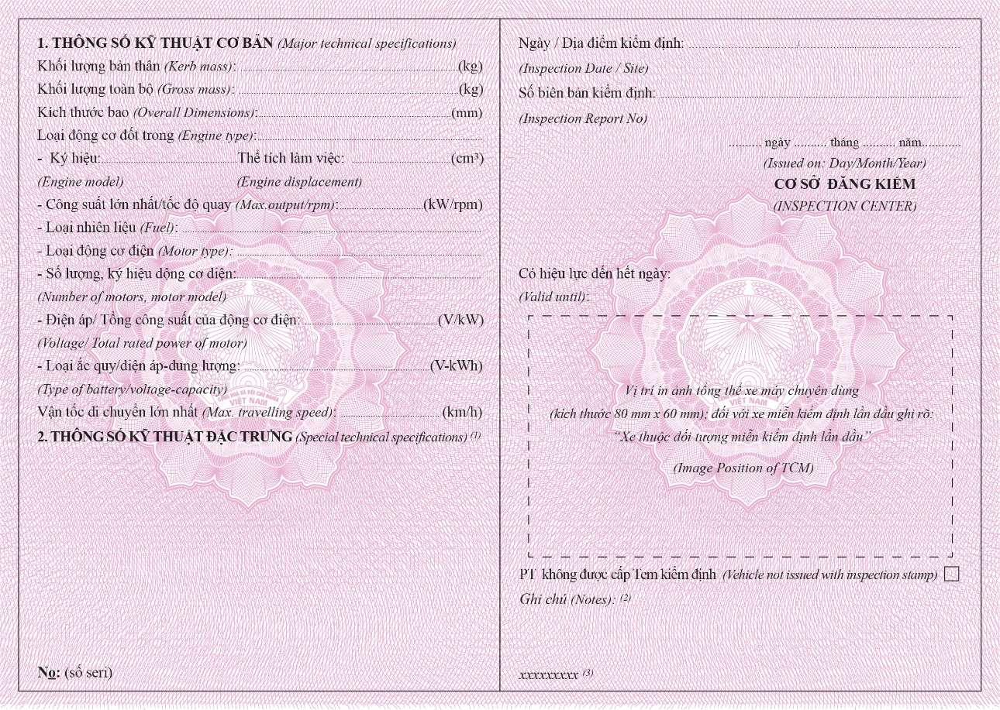 1. THÔNG SỐ KỸ THUẬT CƠ BẢN (Major technical specifications)
Khối lượng bản thân (Kerb mass): (kg)
Khối lượng toàn bộ (Gross mass): (kg)
Kích thước bao (Overall Dimensions): (mm)
Loại động cơ đốt trong (Engine type):
- Ký hiệu: Thể tích làm việc: (cm³)
(Engine model) (Engine displacement)
- Công suất lớn nhất/tốc độ quay (Max.output/rpm): (kW/rpm)
- Loại nhiên liệu (Fuel):
- Loại động cơ điện (Motor type):
- Số lượng, ký hiệu động cơ điện:
(Number of motors, motor model)
- Điện áp/ Tổng công suất của động cơ điện: (V/kW)
(Voltage/ Total rated power of motor)
- Loại ắc quy/điện áp-dung lượng: (V-kWh)
(Type of battery/voltage-capacity)
VIỆT NAM
Vận tốc di chuyển lớn nhất (Max. travelling speed): (km/h)
2. THÔNG SỐ KỸ THUẬT ĐẶC TRƯNG (Special technical specifications) (1)
No: (số seri)
Ngày / Địa điểm kiểm định: /
(Inspection Date / Site)
Số biên bản kiểm định:
(Inspection Report No)
.......... ngày .......... tháng .......... năm............
(Issued on: Day/Month/Year)
CƠ SỞ ĐĂNG KIỂM
(INSPECTION CENTER)
Có hiệu lực đến hết ngày:
(Valid until):
Vị trí in ảnh tổng thể xe máy chuyên dùng
VIỆT NAM
(kích thước 80 mm x 60 mm); đối với xe miễn kiểm định lần đầu ghi rõ:
“Xe thuộc đối tượng miễn kiểm định lần đầu”
(Image Position of TCM)
PT không được cấp Tem kiểm định (Vehicle not issued with inspection stamp)
Ghi chú (Notes): (2)
xxxxxxxxx (3)